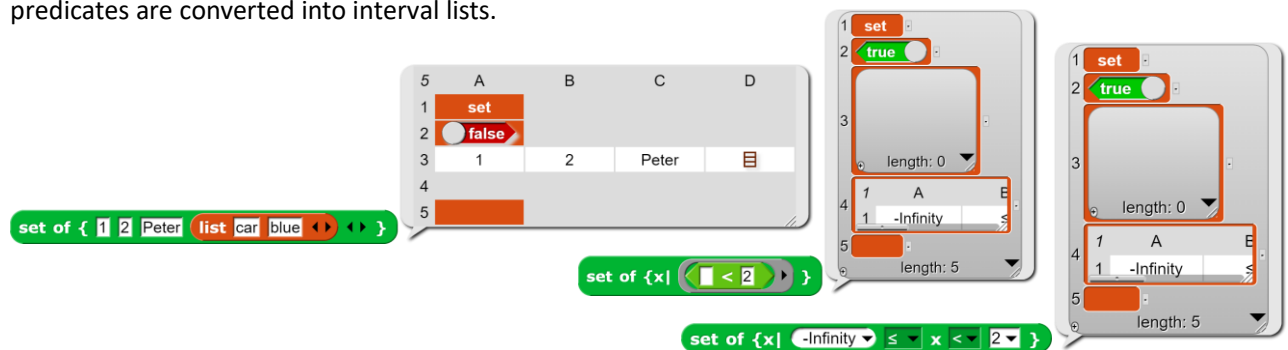 predicates are converted into interval lists.
5 A B C D
1 set
2 false
3 1 2 Peter
4
5
set of { 1 2 Peter list car blue }
1 set
2 true
3
length: 0
4
1 A B
1 -Infinity ≤
5
length: 5
set of {x| < 2 }
1 set
2 true
3
length: 0
4
1 A B
1 -Infinity ≤
5
length: 5
set of {x| -Infinity ≤ x < 2 }